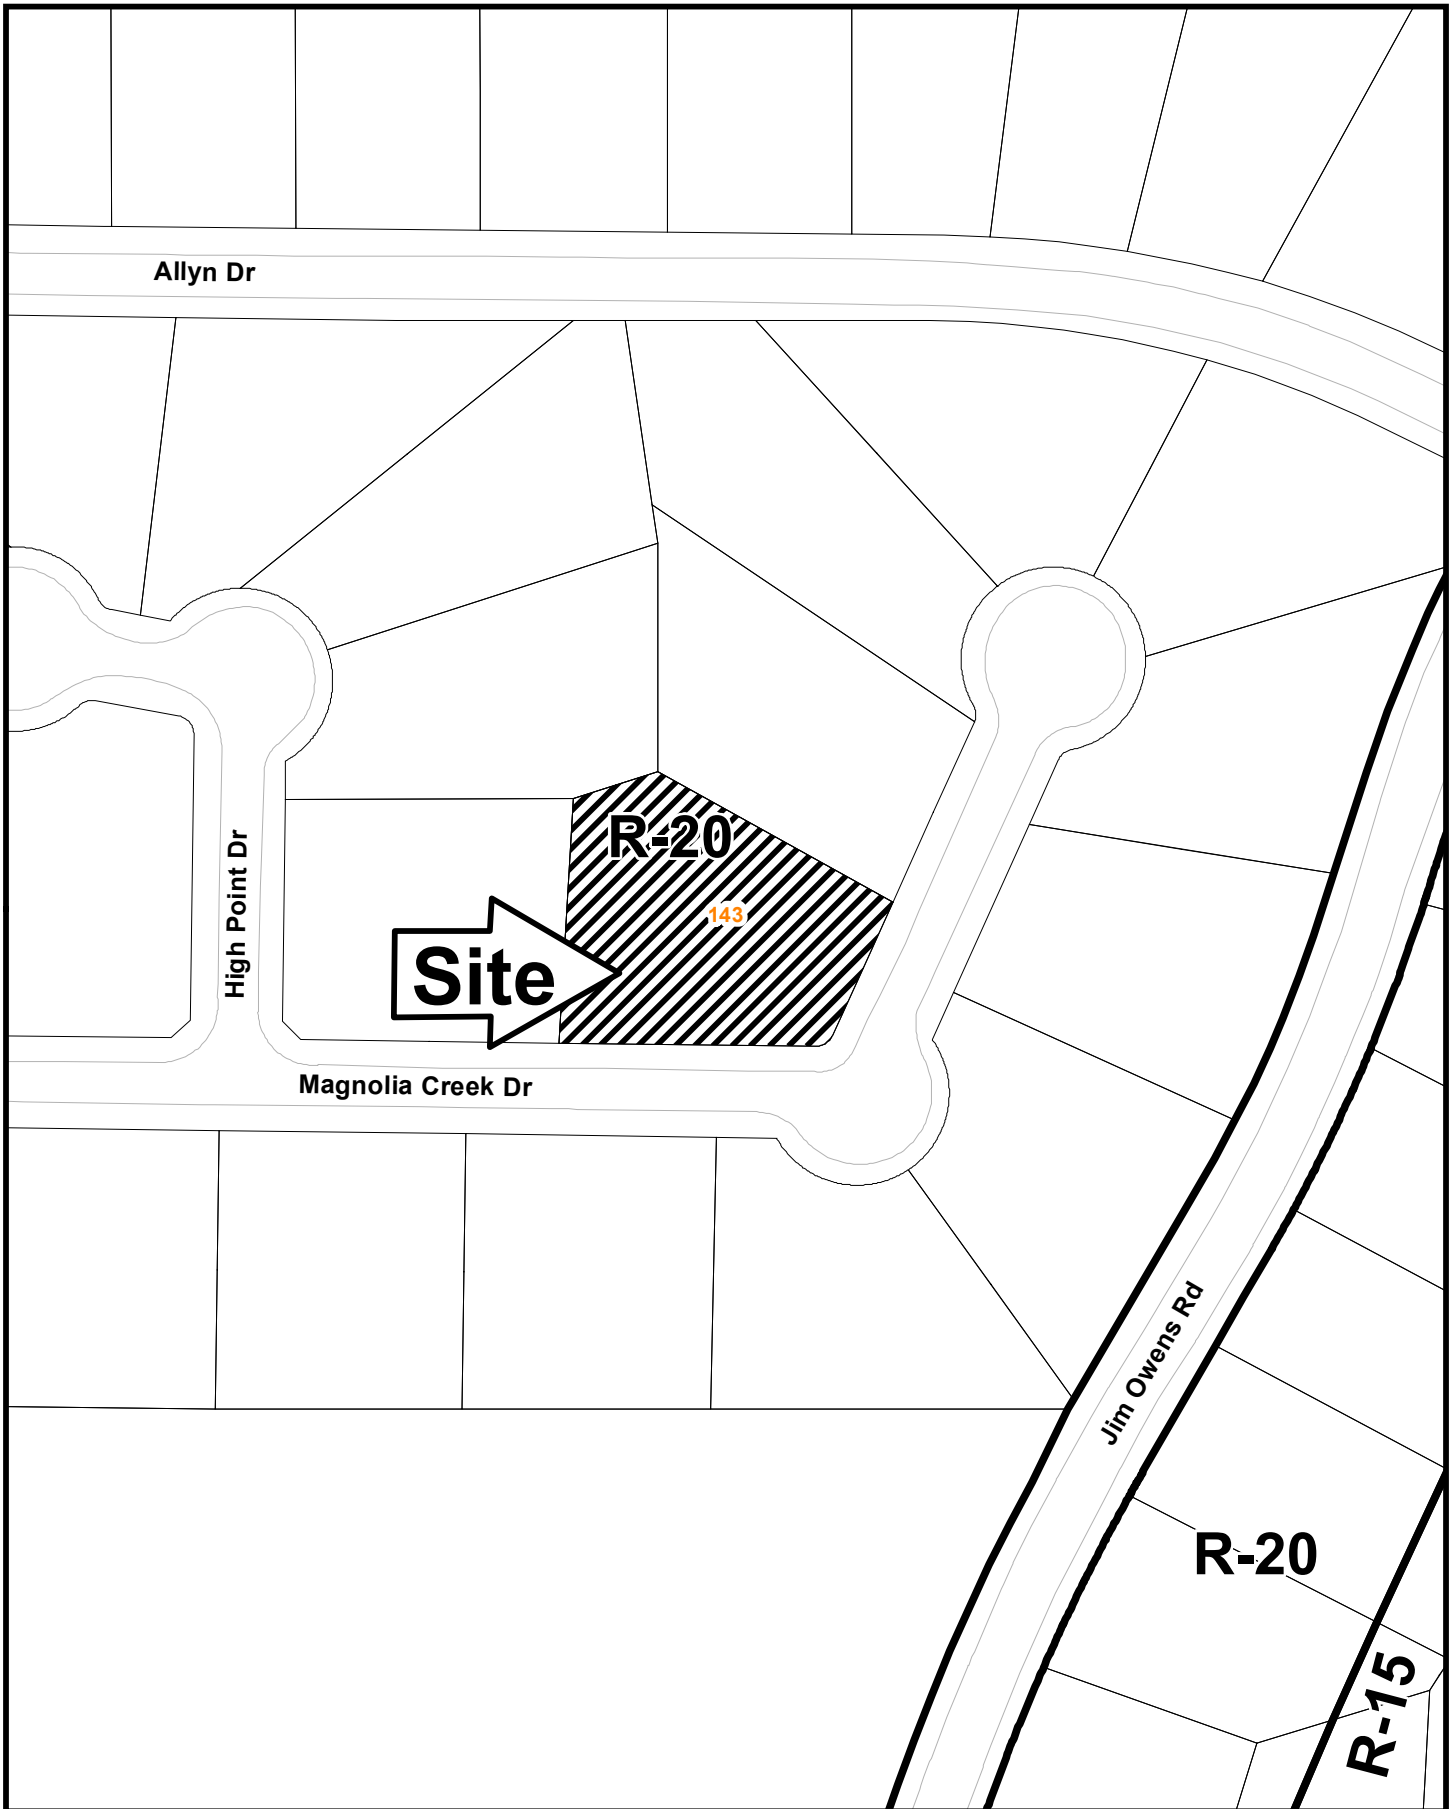 Allyn Dr
R-20
High Point Dr
143
Site
Magnolia Creek Dr
Jim Owens Rd
R-20
R-15